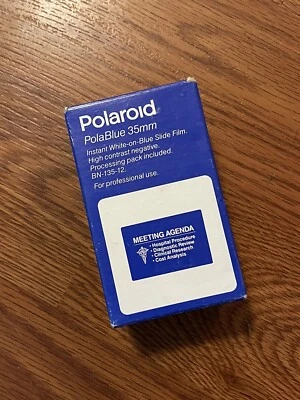 Polaroid
PolaBlue 35mm
Instant White-on-Blue Slide Film.
High contrast negative.
Processing pack included.
BN-135-12.
For professional use.
MEETING AGENDA
• Hospital Procedure
• Diagnostic Review
• Clinical Research
• Cost Analysis